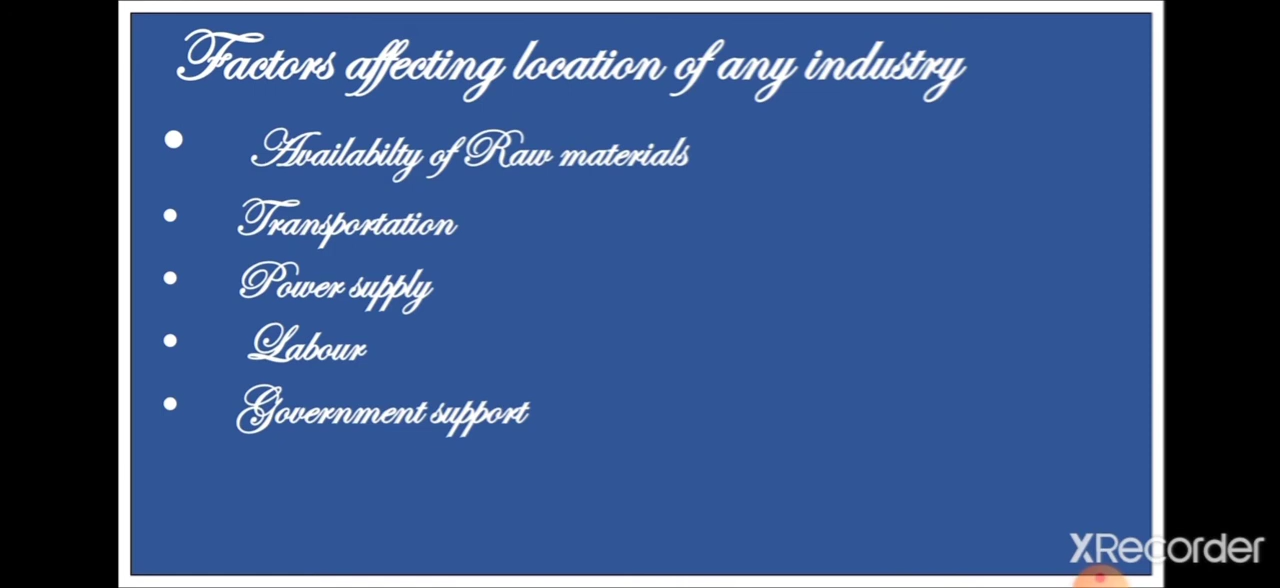 Factors affecting location of any industry
• Availabilty of Raw materials
• Transportation
• Power supply
• Labour
• Government support
XRecorder